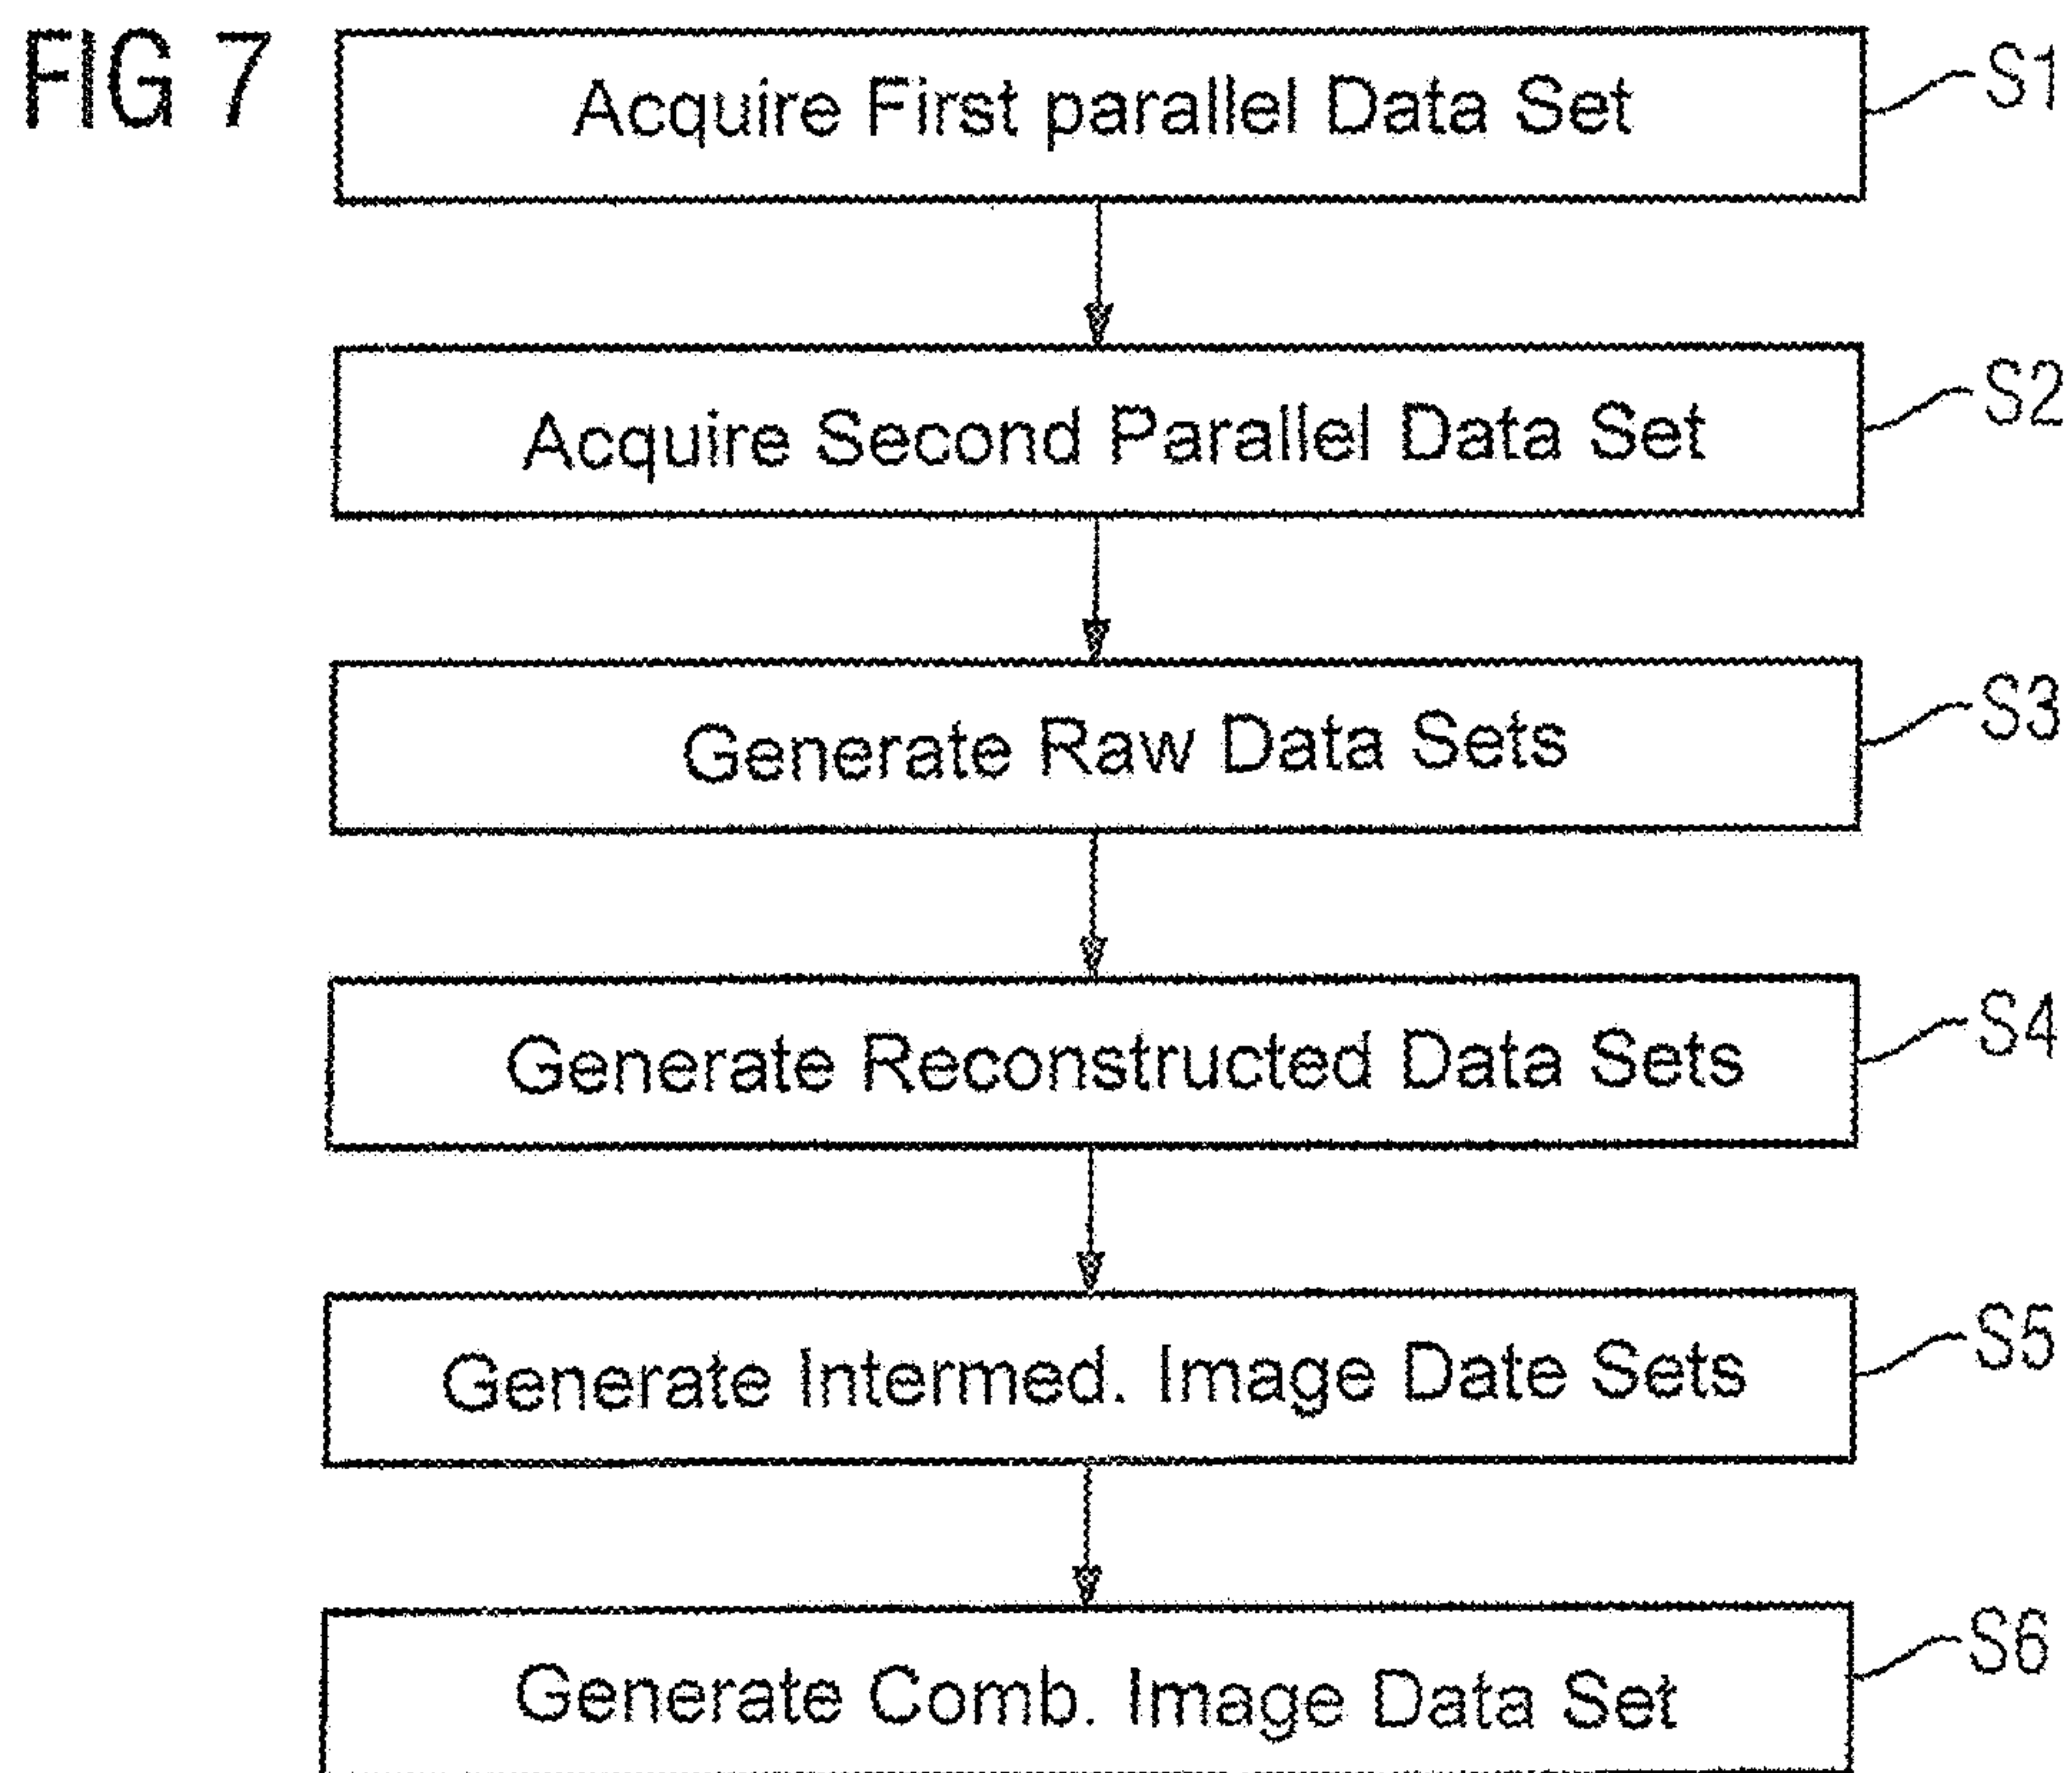 FIG 7
Acquire First parallel Data Set
S1
Acquire Second Parallel Data Set
S2
Generate Raw Data Sets
S3
Generate Reconstructed Data Sets
S4
Generate Intermed. Image Date Sets
S5
Generate Comb. Image Data Set
S6